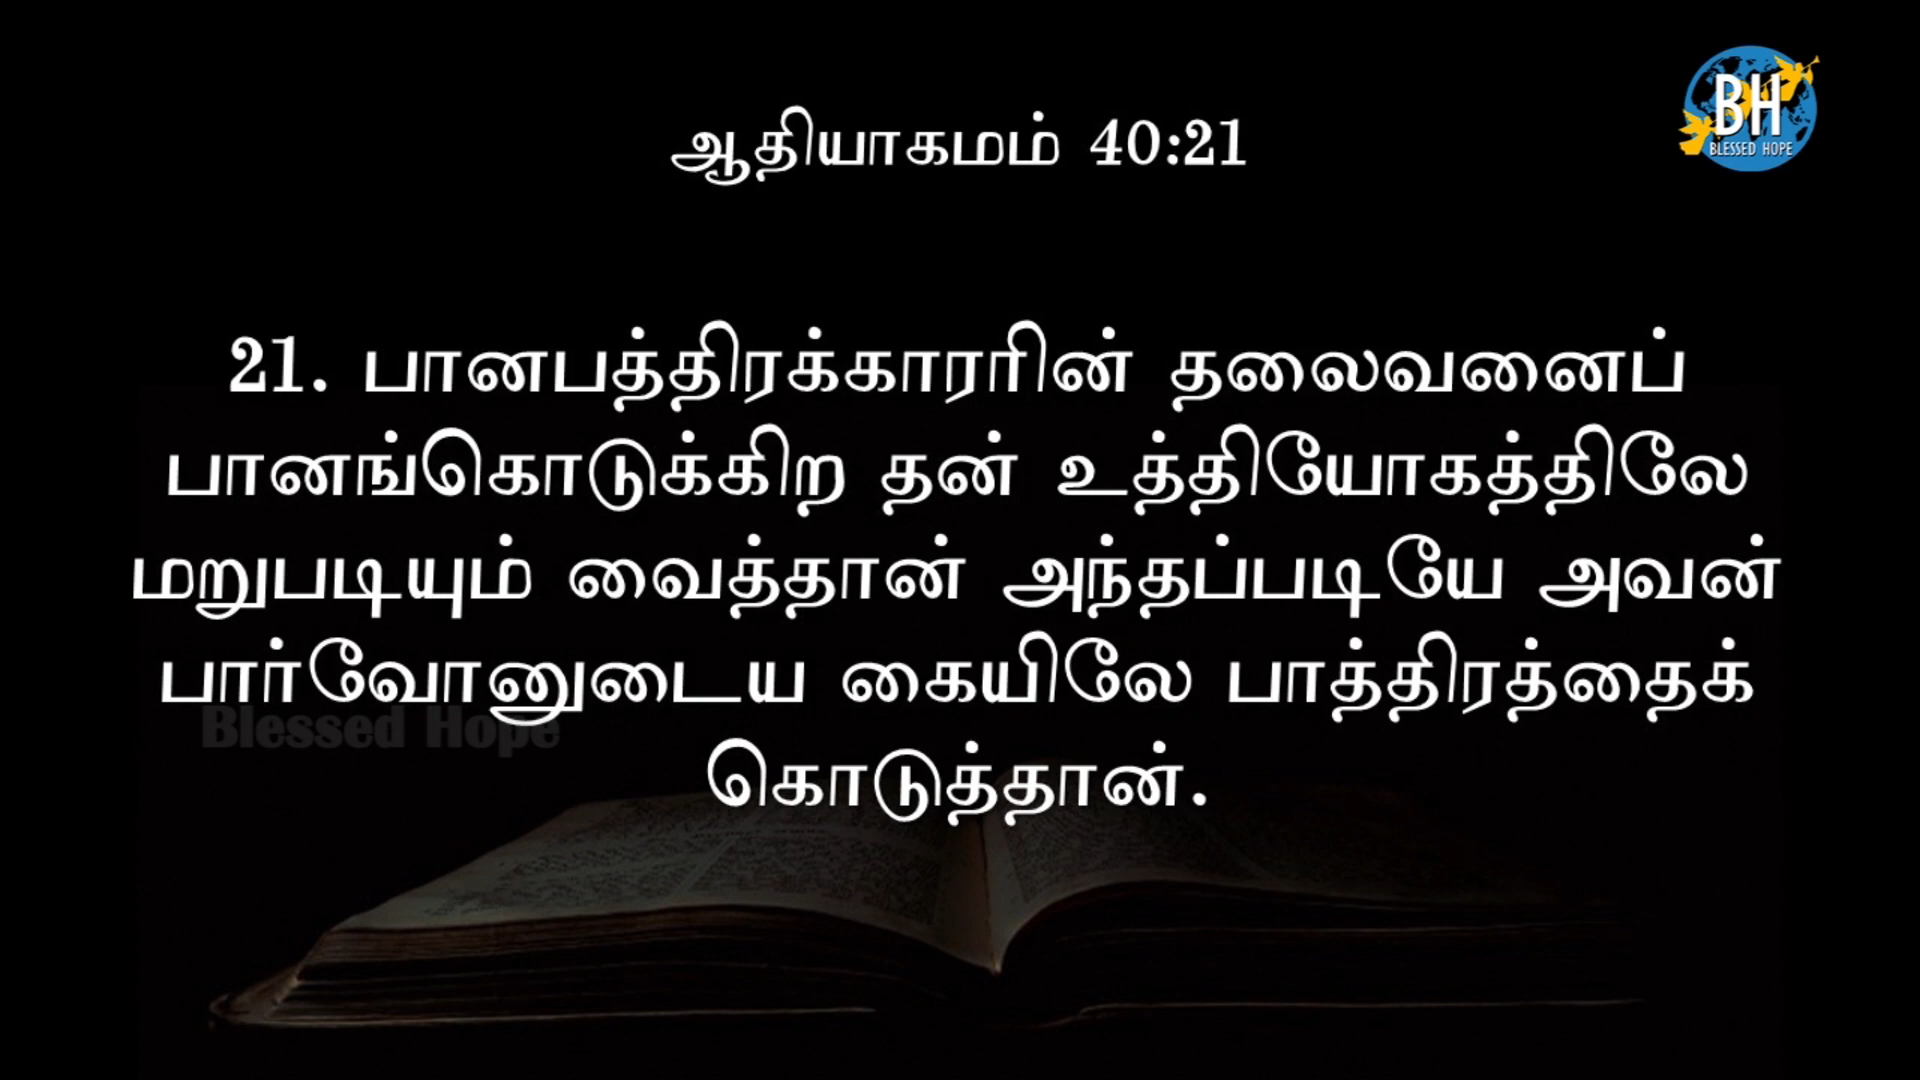 ஆதியாகமம் 40:21
BH
BLESSED HOPE
21. பானபத்திரக்காரரின் தலைவனைப்
பானங்கொடுக்கிற தன் உத்தியோகத்திலே
மறுபடியும் வைத்தான் அந்தப்படியே அவன்
பார்வோனுடைய கையிலே பாத்திரத்தைக்
Blessed Hope
கொடுத்தான்.